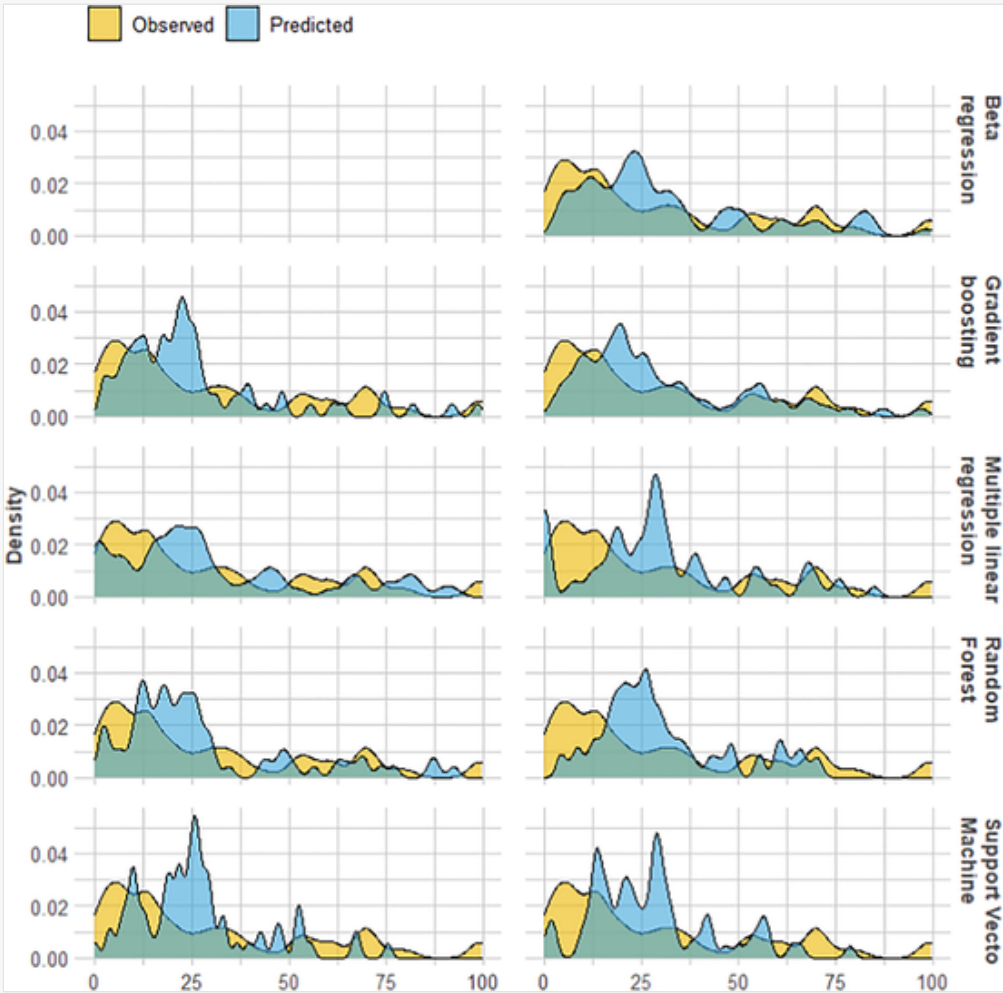 Observed Predicted
Density
0.04
0.02
0.00
Beta
regression
0.04
0.02
0.00
Gradient
boosting
0.04
0.02
0.00
Multiple linear
regression
0.04
0.02
0.00
Random
Forest
0.04
0.02
0.00
Support Vecto
Machine
0 25 50 75 100 0 25 50 75 100